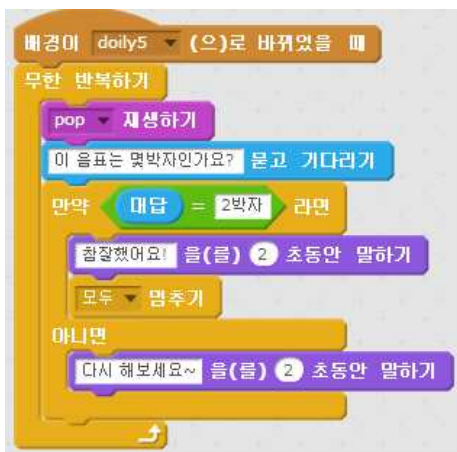 배경이 doily5 (으)로 바뀌었을 때
무한 반복하기
pop 재생하기
이 음표는 몇박자인가요? 묻고 기다리기
만약 대답 = 2박자 라면
참잘했어요! 을(를) 2 초동안 말하기
모두 멈추기
아니면
다시 해보세요~ 을(를) 2 초동안 말하기